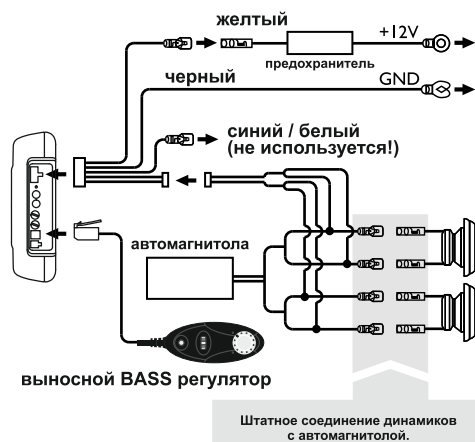 желтый
+12V
предохранитель
черный
GND
синий / белый
(не используется!)
автомагнитола
выносной BASS регулятор
Штатное соединение динамиков
с автомагнитолой.